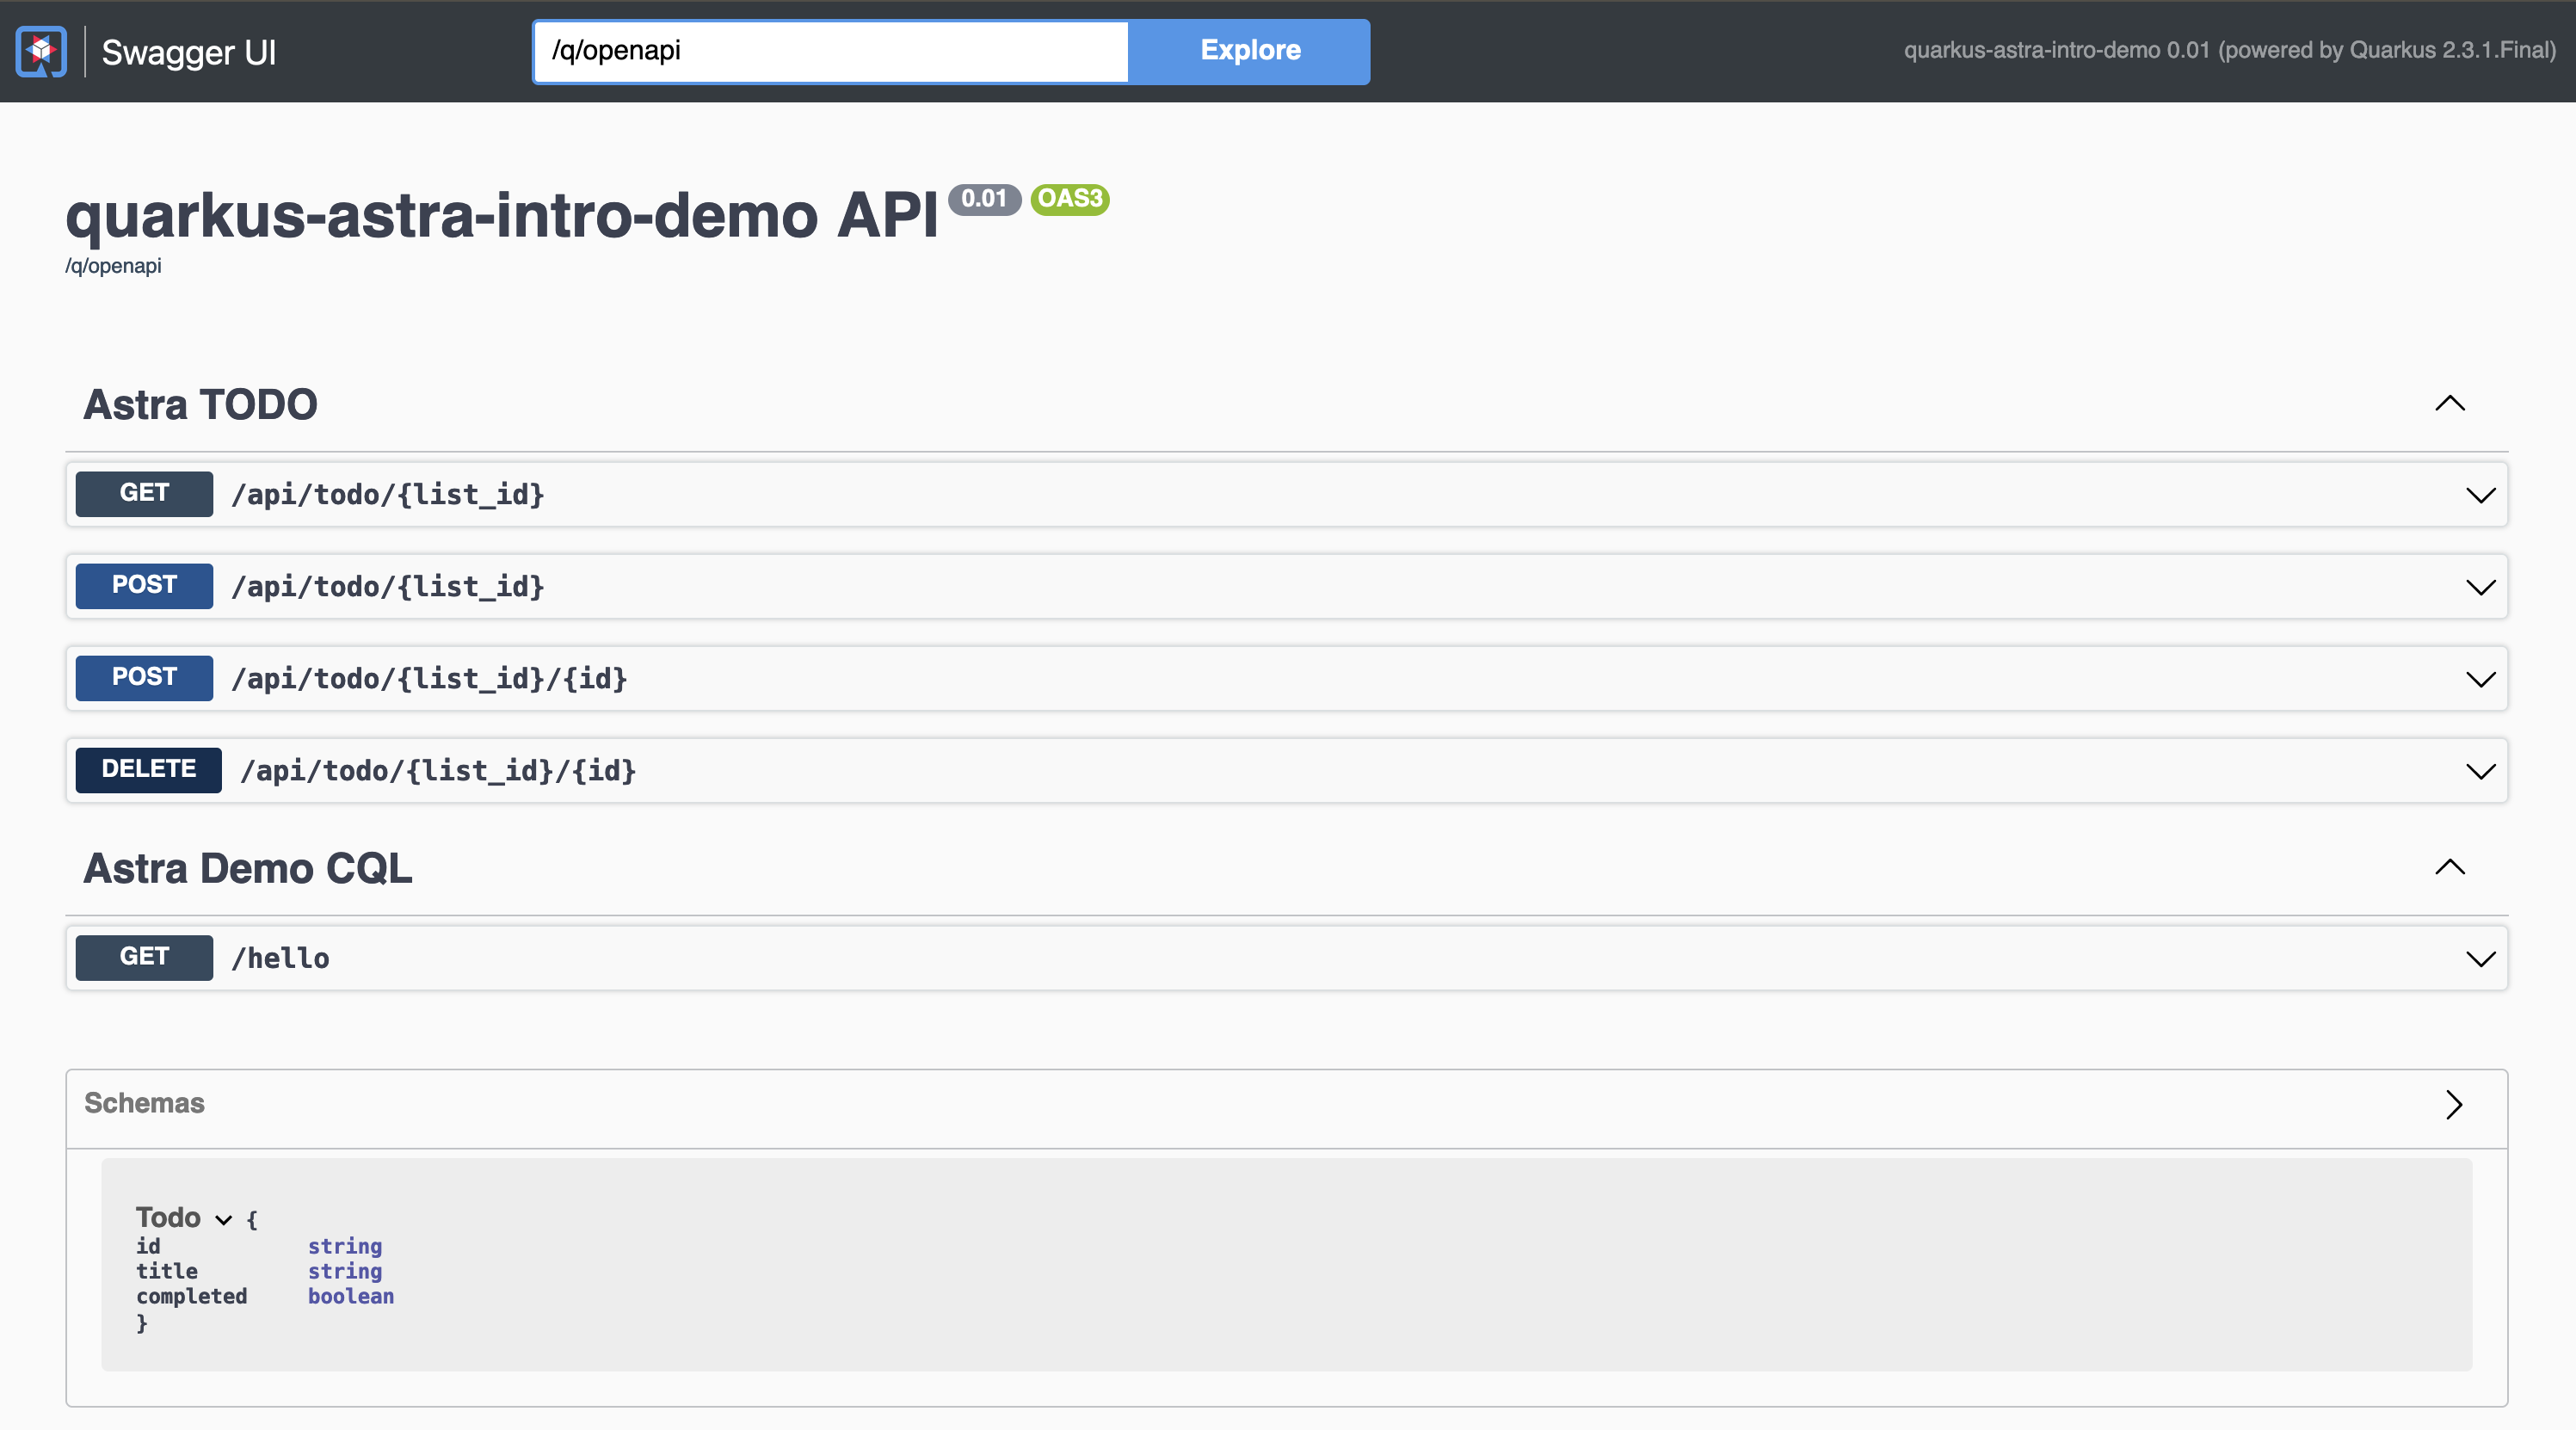 Swagger UI
/q/openapi
Explore
quarkus-astra-intro-demo 0.01 (powered by Quarkus 2.3.1.Final)
quarkus-astra-intro-demo API 0.01 OAS3
/q/openapi
Astra TODO
GET /api/todo/{list_id}
POST /api/todo/{list_id}
POST /api/todo/{list_id}/{id}
DELETE /api/todo/{list_id}/{id}
Astra Demo CQL
GET /hello
Schemas
Todo {
id string
title string
completed boolean
}